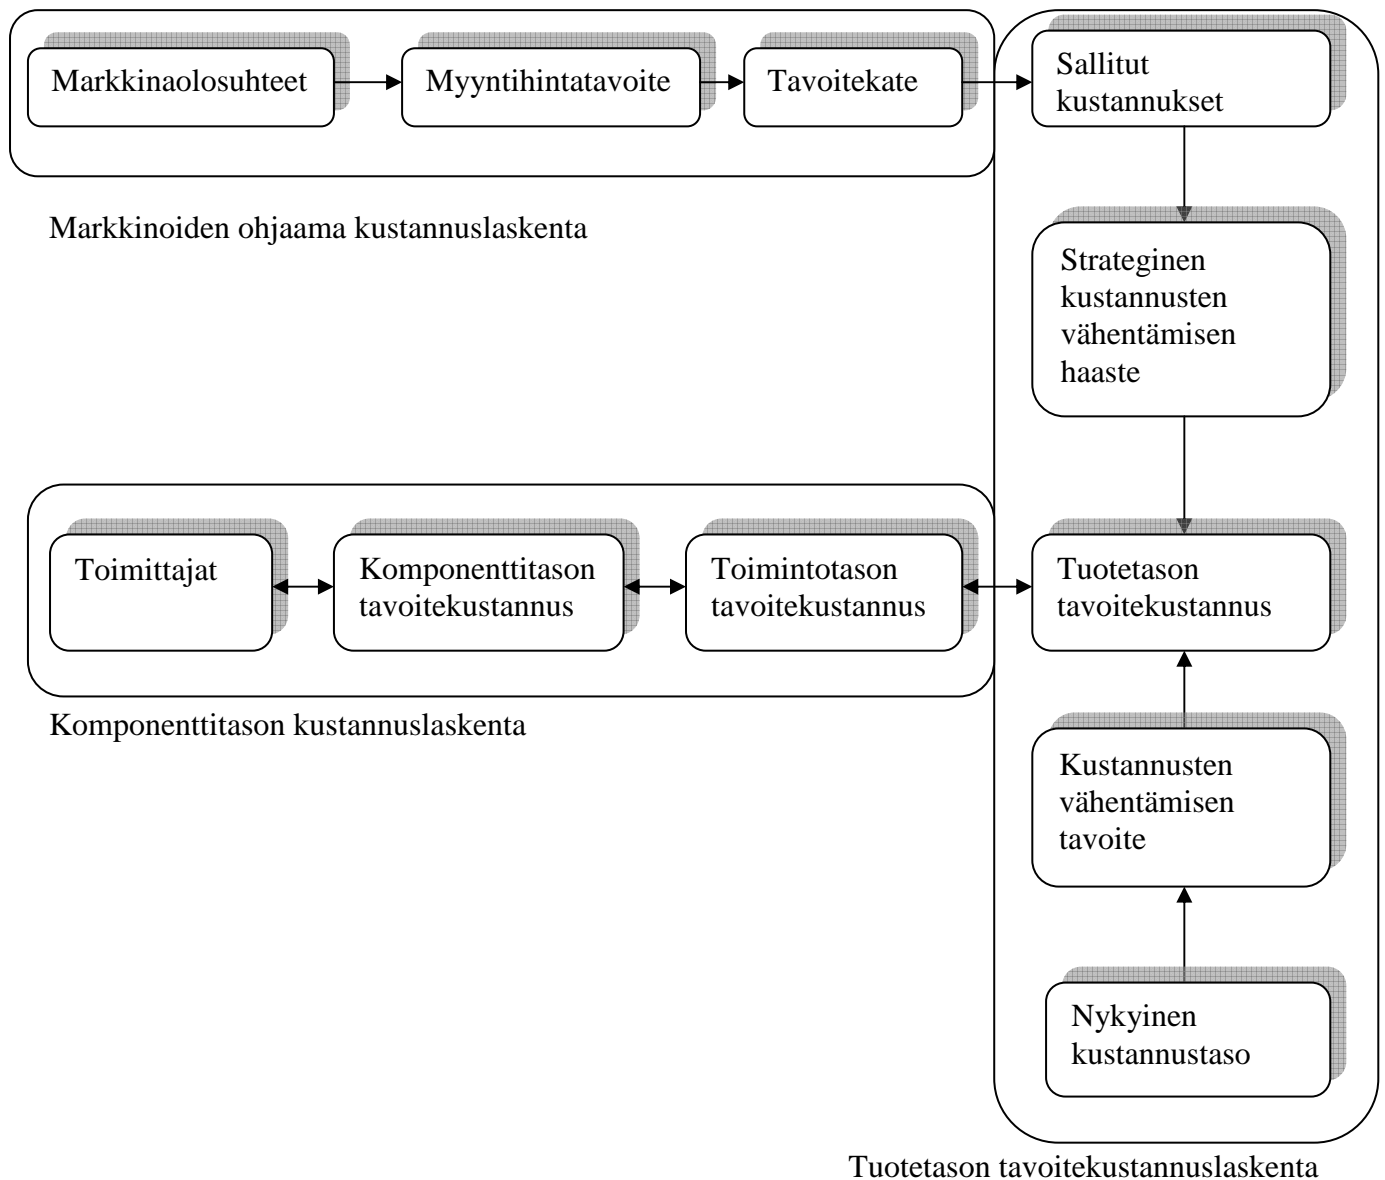 Markkinaolosuhteet
Myyntihintatavoite
Tavoitekate
Sallitut
kustannukset
Markkinoiden ohjaama kustannuslaskenta
Strateginen
kustannusten
vähentämisen
haaste
Toimittajat
Komponenttitason
tavoitekustannus
Toimintotason
tavoitekustannus
Tuotetason
tavoitekustannus
Komponenttitason kustannuslaskenta
Kustannusten
vähentämisen
tavoite
Nykyinen
kustannustaso
Tuotetason tavoitekustannuslaskenta